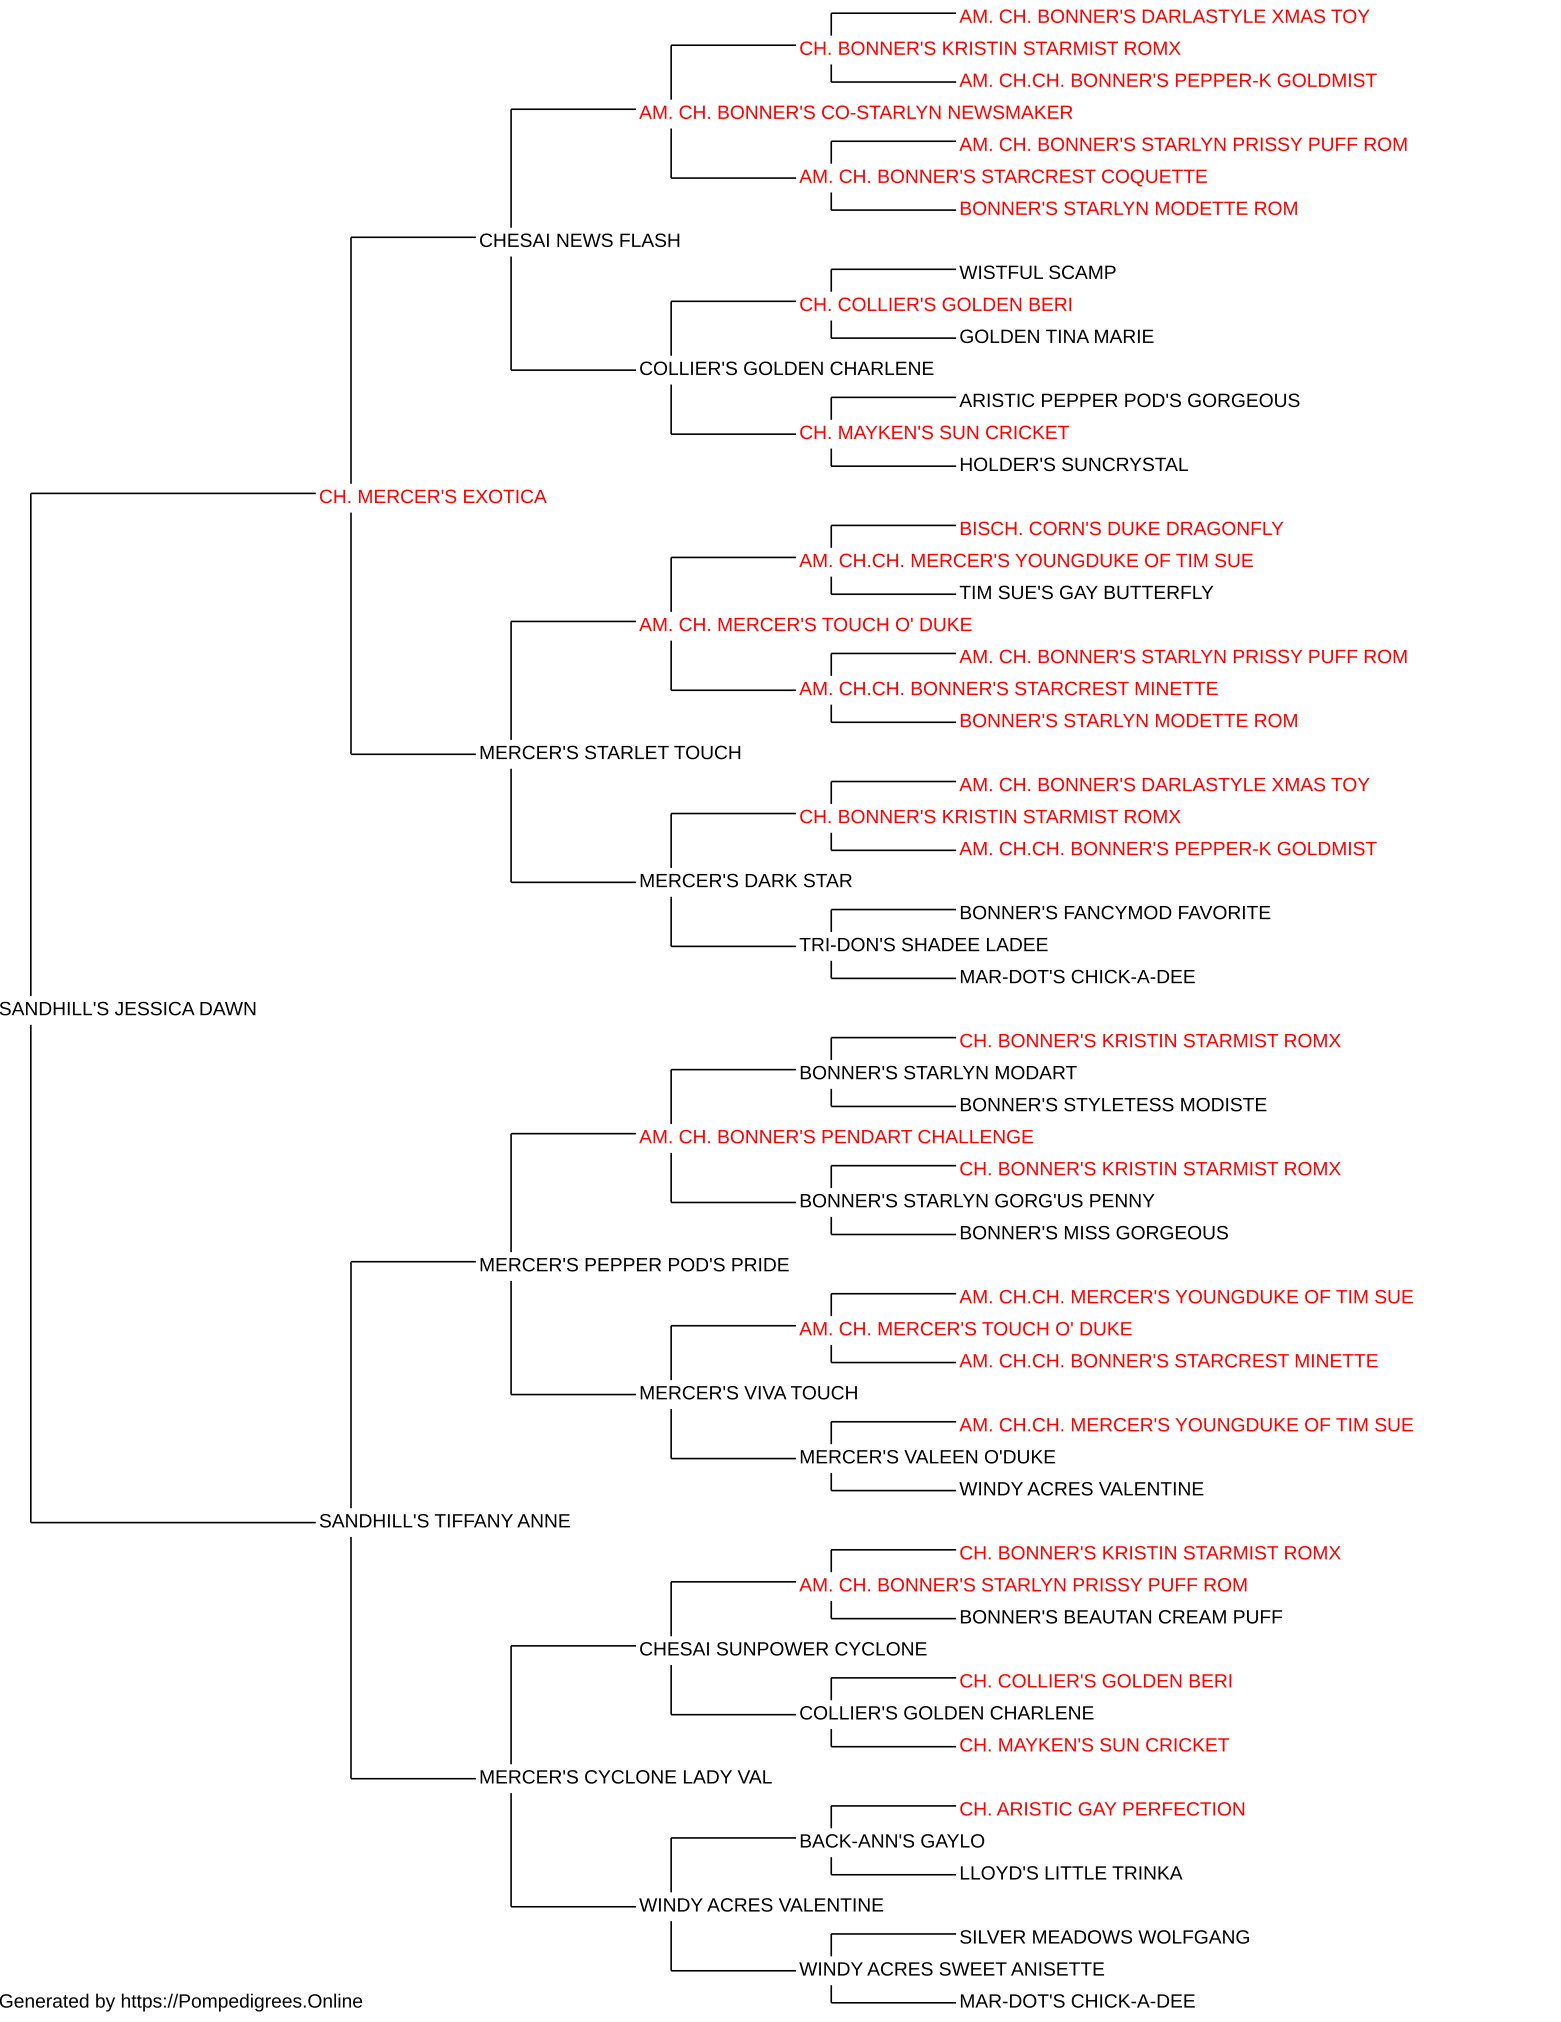 AM. CH. BONNER'S DARLASTYLE XMAS TOY
CH. BONNER'S KRISTIN STARMIST ROMX
AM. CH.CH. BONNER'S PEPPER-K GOLDMIST
AM. CH. BONNER'S CO-STARLYN NEWSMAKER
AM. CH. BONNER'S STARLYN PRISSY PUFF ROM
AM. CH. BONNER'S STARCREST COQUETTE
BONNER'S STARLYN MODETTE ROM
CHESAI NEWS FLASH
WISTFUL SCAMP
CH. COLLIER'S GOLDEN BERI
GOLDEN TINA MARIE
COLLIER'S GOLDEN CHARLENE
ARISTIC PEPPER POD'S GORGEOUS
CH. MAYKEN'S SUN CRICKET
HOLDER'S SUNCRYSTAL
CH. MERCER'S EXOTICA
BISCH. CORN'S DUKE DRAGONFLY
AM. CH.CH. MERCER'S YOUNGDUKE OF TIM SUE
TIM SUE'S GAY BUTTERFLY
AM. CH. MERCER'S TOUCH O' DUKE
AM. CH. BONNER'S STARLYN PRISSY PUFF ROM
AM. CH.CH. BONNER'S STARCREST MINETTE
BONNER'S STARLYN MODETTE ROM
MERCER'S STARLET TOUCH
AM. CH. BONNER'S DARLASTYLE XMAS TOY
CH. BONNER'S KRISTIN STARMIST ROMX
AM. CH.CH. BONNER'S PEPPER-K GOLDMIST
MERCER'S DARK STAR
BONNER'S FANCYMOD FAVORITE
TRI-DON'S SHADEE LADEE
MAR-DOT'S CHICK-A-DEE
SANDHILL'S JESSICA DAWN
CH. BONNER'S KRISTIN STARMIST ROMX
BONNER'S STARLYN MODART
BONNER'S STYLETESS MODISTE
AM. CH. BONNER'S PENDART CHALLENGE
CH. BONNER'S KRISTIN STARMIST ROMX
BONNER'S STARLYN GORG'US PENNY
BONNER'S MISS GORGEOUS
MERCER'S PEPPER POD'S PRIDE
AM. CH.CH. MERCER'S YOUNGDUKE OF TIM SUE
AM. CH. MERCER'S TOUCH O' DUKE
AM. CH.CH. BONNER'S STARCREST MINETTE
MERCER'S VIVA TOUCH
AM. CH.CH. MERCER'S YOUNGDUKE OF TIM SUE
MERCER'S VALEEN O'DUKE
WINDY ACRES VALENTINE
SANDHILL'S TIFFANY ANNE
CH. BONNER'S KRISTIN STARMIST ROMX
AM. CH. BONNER'S STARLYN PRISSY PUFF ROM
BONNER'S BEAUTAN CREAM PUFF
CHESAI SUNPOWER CYCLONE
CH. COLLIER'S GOLDEN BERI
COLLIER'S GOLDEN CHARLENE
CH. MAYKEN'S SUN CRICKET
MERCER'S CYCLONE LADY VAL
CH. ARISTIC GAY PERFECTION
BACK-ANN'S GAYLO
LLOYD'S LITTLE TRINKA
WINDY ACRES VALENTINE
SILVER MEADOWS WOLFGANG
WINDY ACRES SWEET ANISETTE
MAR-DOT'S CHICK-A-DEE
Generated by https://Pompedigrees.Online